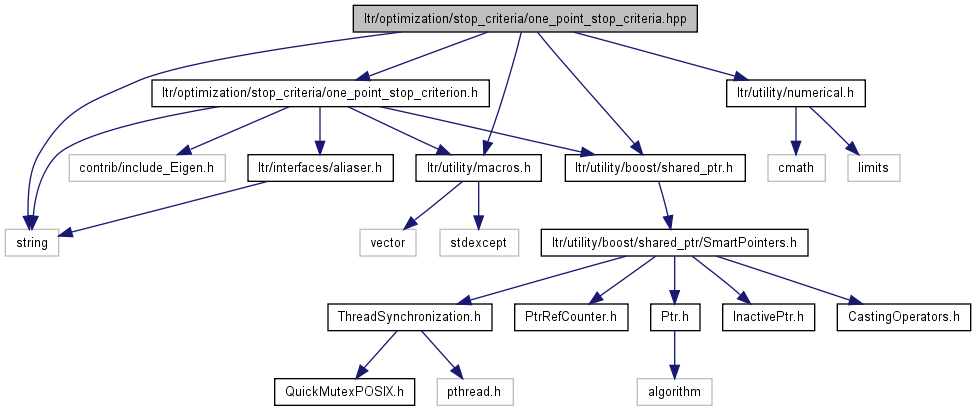 ltr/optimization/stop_criteria/one_point_stop_criteria.hpp
ltr/optimization/stop_criteria/one_point_stop_criterion.h
ltr/utility/numerical.h
contrib/include_Eigen.h
ltr/interfaces/aliaser.h
ltr/utility/macros.h
ltr/utility/boost/shared_ptr.h
cmath
limits
string
vector
stdexcept
ltr/utility/boost/shared_ptr/SmartPointers.h
ThreadSynchronization.h
PtrRefCounter.h
Ptr.h
InactivePtr.h
CastingOperators.h
QuickMutexPOSIX.h
pthread.h
algorithm